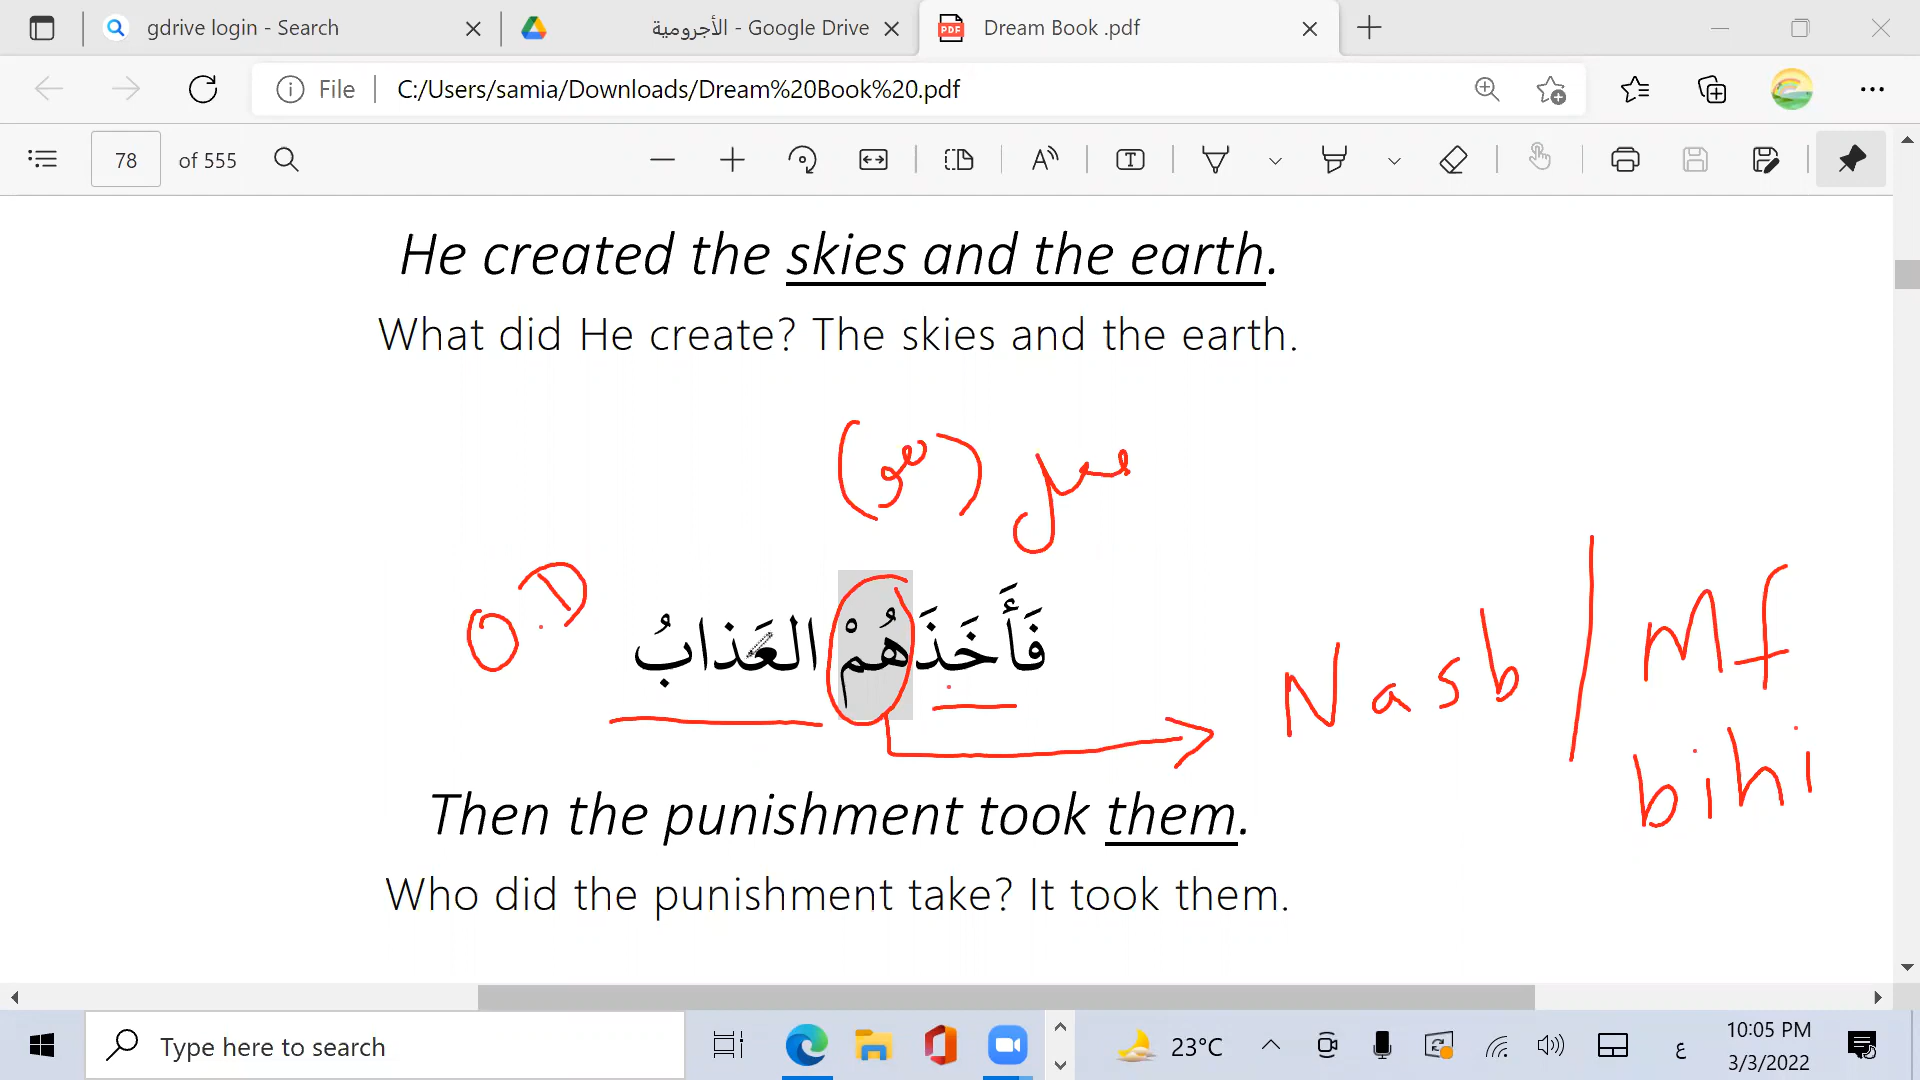 gdrive login - Search
الأجرومية - Google Drive
Dream Book .pdf
File
C:/Users/samia/Downloads/Dream%20Book%20.pdf
78 of 555
He created the skies and the earth.
What did He create? The skies and the earth.
(هو)
O.D
فَأَخَذَهُمْ العَذابُ
Nasb / Mf
bihi
Then the punishment took them.
Who did the punishment take? It took them.
Type here to search
23°C
ع
10:05 PM
3/3/2022